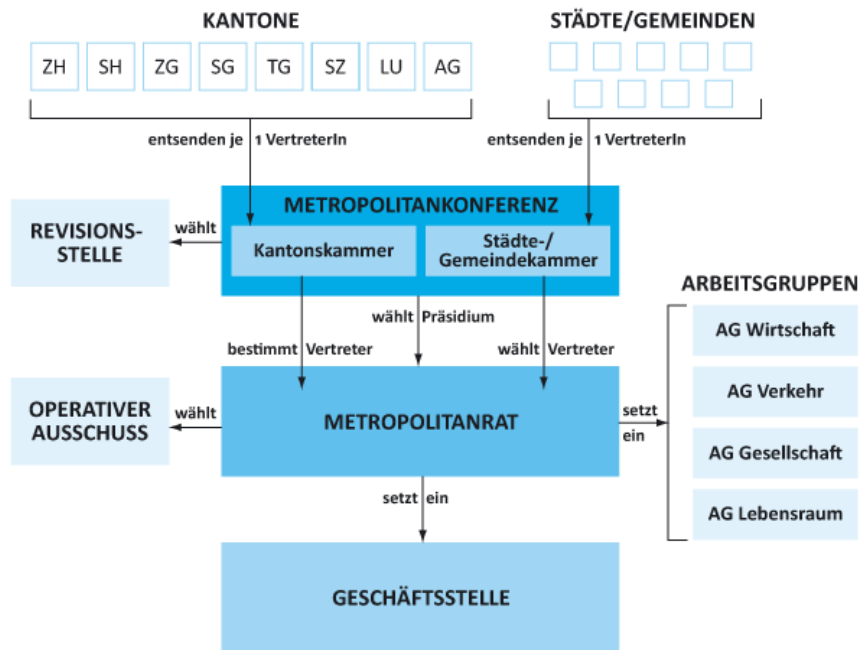 KANTONE
STÄDTE/GEMEINDEN
ZH SH ZG SG TG SZ LU AG
entsenden je 1 VertreterIn
entsenden je 1 VertreterIn
METROPOLITANKONFERENZ
REVISIONS-
STELLE
wählt
Kantonskammer
Städte-/
Gemeindekammer
ARBEITSGRUPPEN
wählt Präsidium
bestimmt Vertreter
wählt Vertreter
AG Wirtschaft
AG Verkehr
AG Gesellschaft
AG Lebensraum
OPERATIVER
AUSSCHUSS
wählt
METROPOLITANRAT
setzt
ein
setzt ein
GESCHÄFTSSTELLE